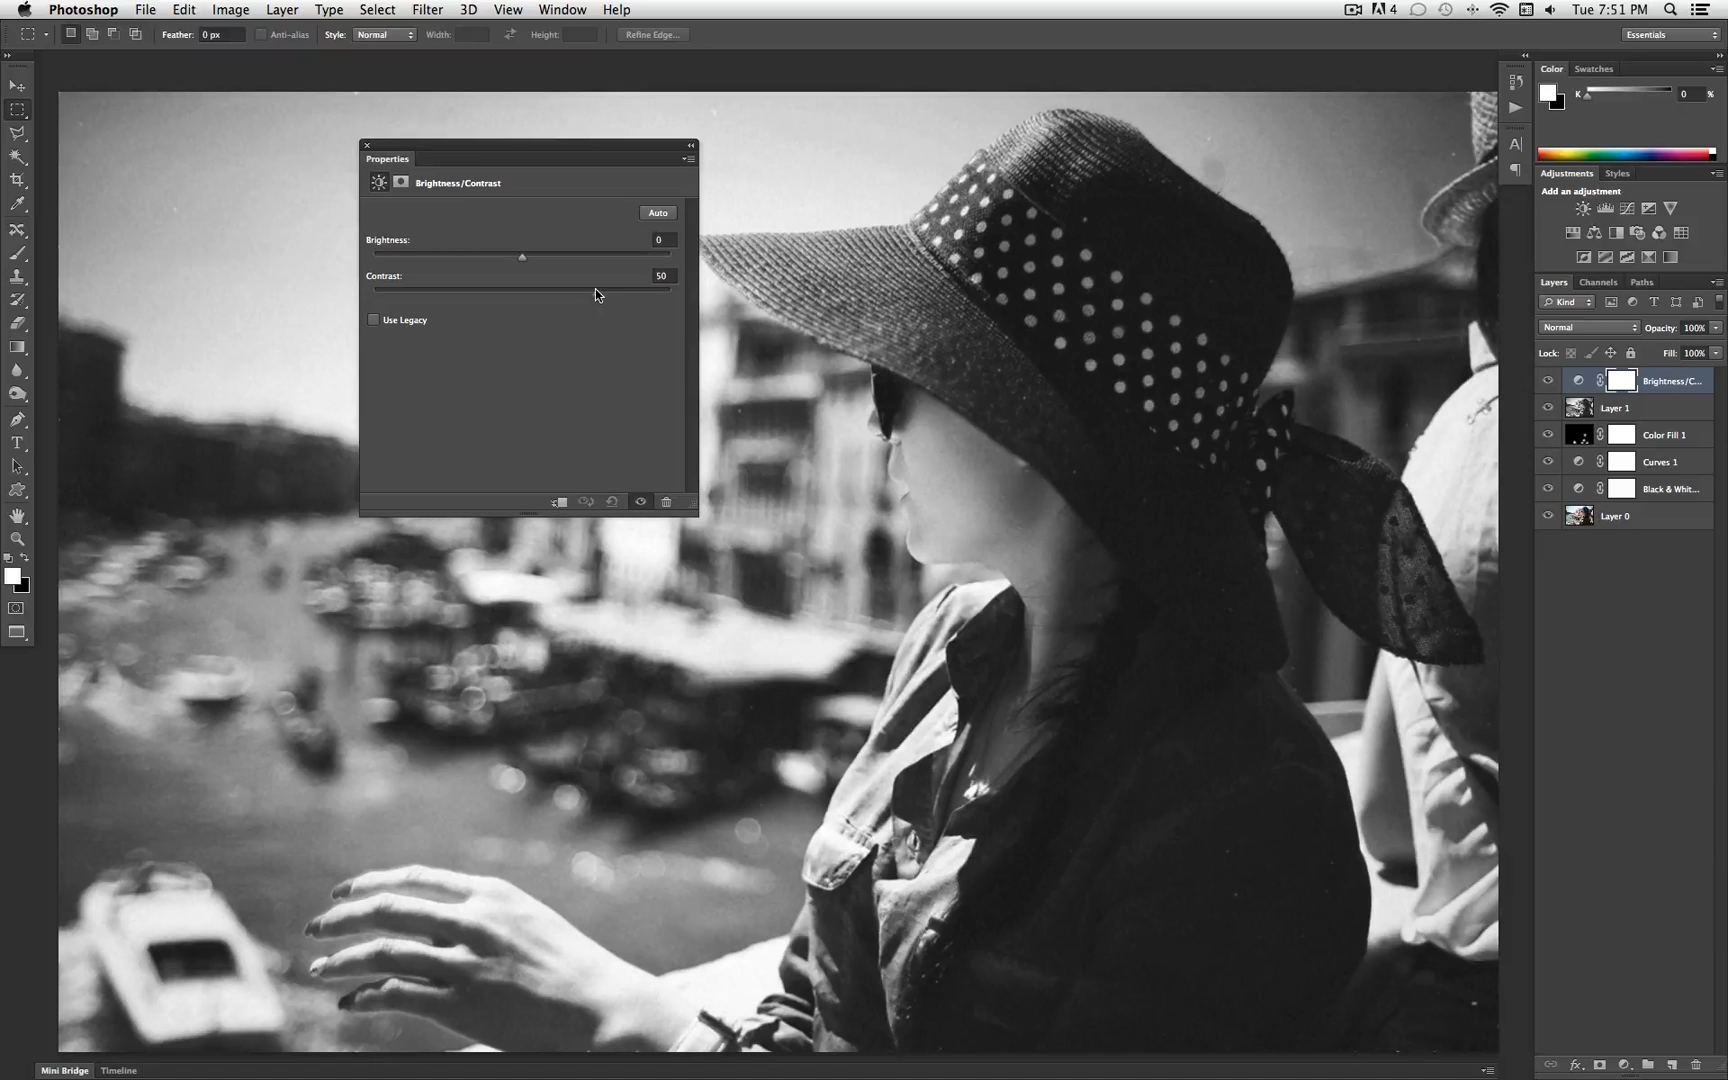 Photoshop File Edit Image Layer Type Select Filter 3D View Window Help 4 Tue 7:51 PM
Feather: 0 px Anti-alias Style: Normal Width: Height: Refine Edge... Essentials
Color Swatches
K 0 %
Properties
Brightness/Contrast
Auto
Brightness: 0
Contrast: 50
Use Legacy
Adjustments Styles
Add an adjustment
Layers Channels Paths
Kind
Normal Opacity: 100%
Lock: Fill: 100%
Brightness/C...
Layer 1
Color Fill 1
Curves 1
Black & Whit...
Layer 0
Mini Bridge Timeline